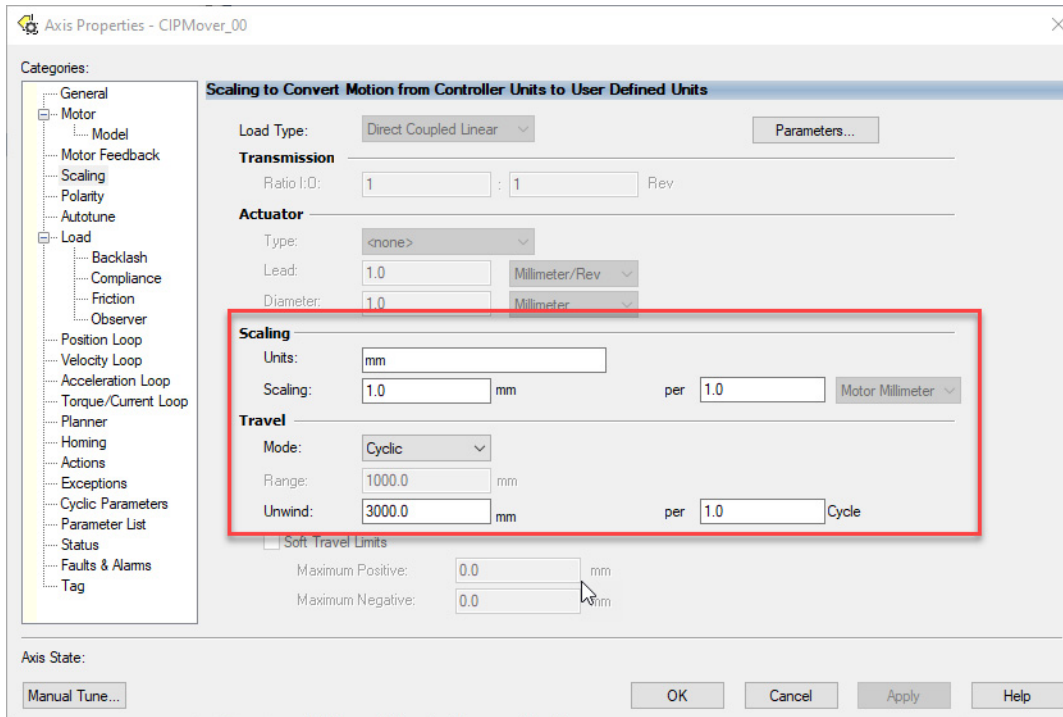 Axis Properties - CIPMover_00
Categories:
General
Motor
Model
Motor Feedback
Scaling
Polarity
Autotune
Load
Backlash
Compliance
Friction
Observer
Position Loop
Velocity Loop
Acceleration Loop
Torque/Current Loop
Planner
Homing
Actions
Exceptions
Cyclic Parameters
Parameter List
Status
Faults & Alarms
Tag
Scaling to Convert Motion from Controller Units to User Defined Units
Load Type: Direct Coupled Linear Parameters...
Transmission
Ratio I:O: 1 : 1 Rev
Actuator
Type: <none>
Lead: 1.0 Millimeter/Rev
Diameter: 1.0 Millimeter
Scaling
Units: mm
Scaling: 1.0 mm per 1.0 Motor Millimeter
Travel
Mode: Cyclic
Range: 1000.0 mm
Unwind: 3000.0 mm per 1.0 Cycle
Soft Travel Limits
Maximum Positive: 0.0 mm
Maximum Negative: 0.0 mm
Axis State:
Manual Tune... OK Cancel Apply Help